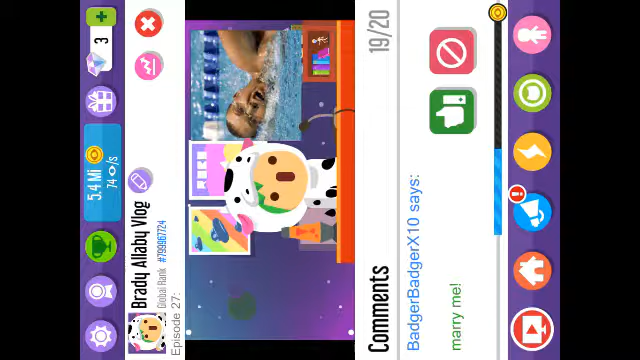 3
5.4 Mi
74 /s
Brady Allaby Vlog
Global Rank #799967724
Episode 27:
Comments
19/20
BadgerBadgerX10 says:
marry me!